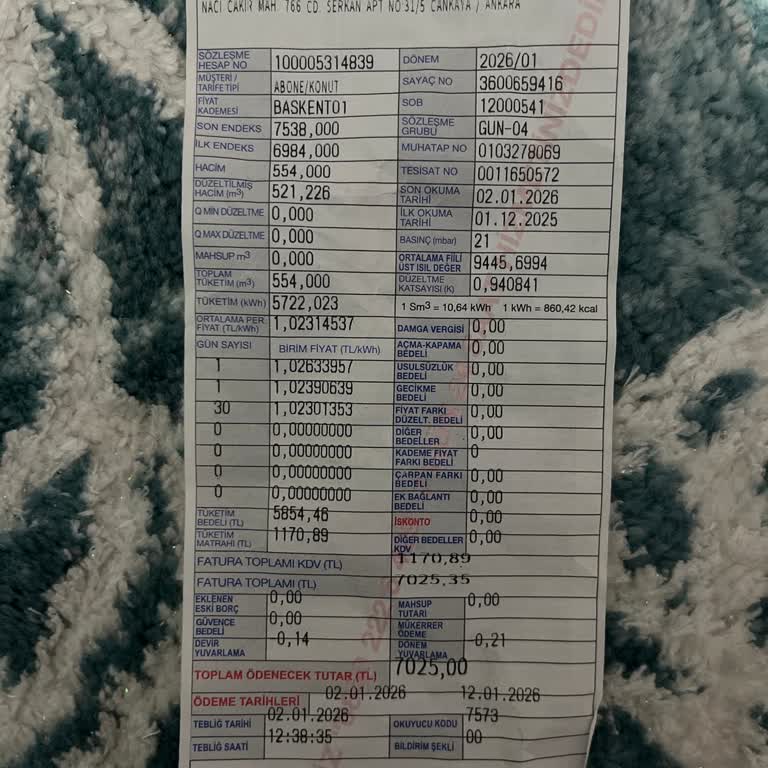 NACİ ÇAKIR MAH. 766 CD. SERKAN APT NO:31/5 ÇANKAYA / ANKARA
SÖZLEŞME HESAP NO 100005314839 DÖNEM 2026/01
MÜŞTERİ / TARİFE TİPİ ABONE/KONUT SAYAÇ NO 3600659416
FİYAT KADEMESİ BASKENT01 SOB 12000541
SON ENDEKS 7538,000 SÖZLEŞME GRUBU GUN-04
İLK ENDEKS 6984,000 MUHATAP NO 0103278069
HACİM 554,000 TESİSAT NO 0011650572
DÜZELTİLMİŞ HACİM (m³) 521,226 SON OKUMA TARİHİ 02.01.2026
Q MİN DÜZELTME 0,000 İLK OKUMA TARİHİ 01.12.2025
Q MAX DÜZELTME 0,000 BASINÇ (mbar) 21
MAHSUP m³ 0,000 ORTALAMA FİİLİ ÜST ISIL DEĞER 9445,6994
TOPLAM TÜKETİM (m³) 554,000 DÜZELTME KATSAYISI (K) 0,940841
TÜKETİM (kWh) 5722,023 1 Sm³ = 10,64 kWh 1 kWh = 860,42 kcal
ORTALAMA PER. FİYAT (TL/kWh) 1,02314537 DAMGA VERGİSİ 0,00
GÜN SAYISI BİRİM FİYAT (TL/kWh) AÇMA-KAPAMA BEDELİ 0,00
1 1,02633957 USULSÜZLÜK BEDELİ 0,00
1 1,02390639 GECİKME BEDELİ 0,00
30 1,02301353 FİYAT FARKI DÜZELT. BEDELİ 0,00
0 0,00000000 DİĞER BEDELLER 0,00
0 0,00000000 KADEME FİYAT FARKI BEDELİ 0
0 0,00000000 ÇARPAN FARKI BEDELİ 0,00
0 0,00000000 EK BAĞLANTI BEDELİ 0,00
TÜKETİM BEDELİ (TL) 5854,46 İSKONTO 0,00
TÜKETİM MATRAHI (TL) 1170,89 DİĞER BEDELLER KDV 0,00
FATURA TOPLAMI KDV (TL) 1170,89
FATURA TOPLAMI (TL) 7025,35
EKLENEN ESKİ BORÇ 0,00 MAHSUP TUTARI 0,00
GÜVENCE BEDELİ 0,00 MÜKERRER ÖDEME
DEVİR YUVARLAMA -0,14 DÖNEM YUVARLAMA -0,21
TOPLAM ÖDENECEK TUTAR (TL) 7025,00
ÖDEME TARİHLERİ 02.01.2026 12.01.2026
TEBLİĞ TARİHİ 02.01.2026 OKUYUCU KODU 7573
TEBLİĞ SAATİ 12:38:35 BİLDİRİM ŞEKLİ 00